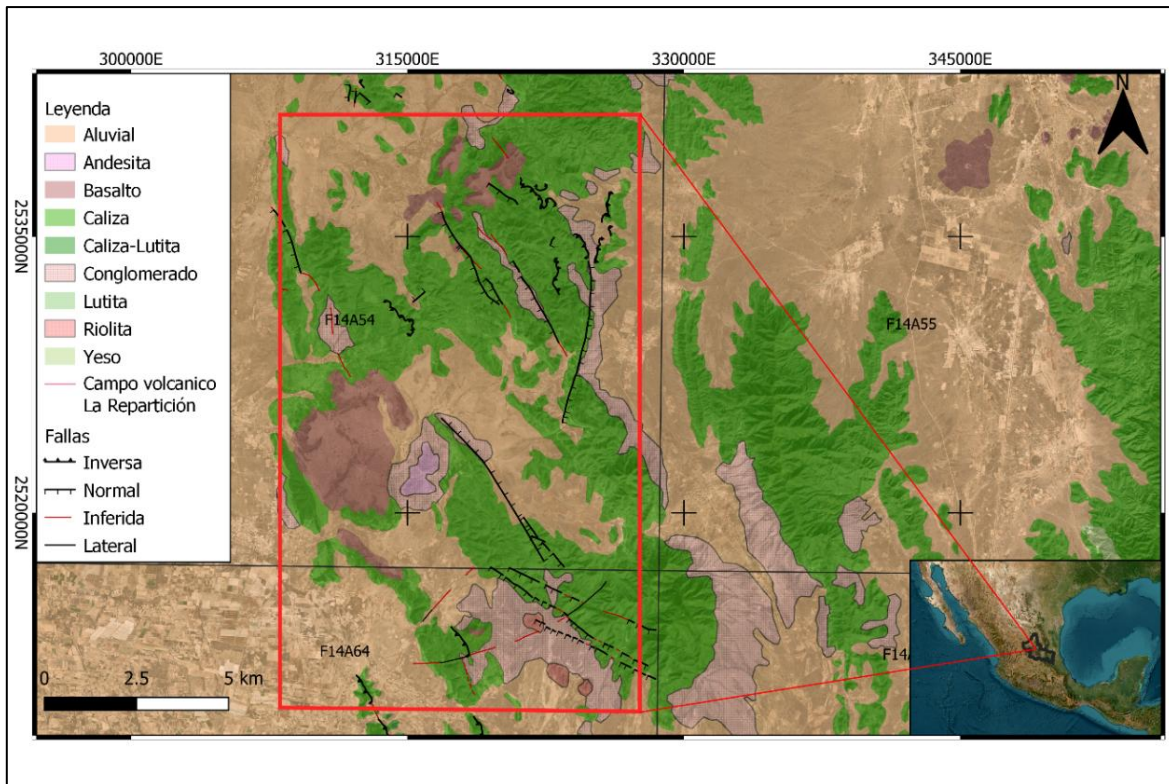 300000E
315000E
330000E
345000E
N
Leyenda
Aluvial
Andesita
Basalto
Caliza
Caliza-Lutita
Conglomerado
Lutita
Riolita
Yeso
Campo volcanico
La Repartición
Fallas
Inversa
Normal
Inferida
Lateral
2535000N
2520000N
F14A54
F14A55
F14A64
F14A
0
2.5
5 km